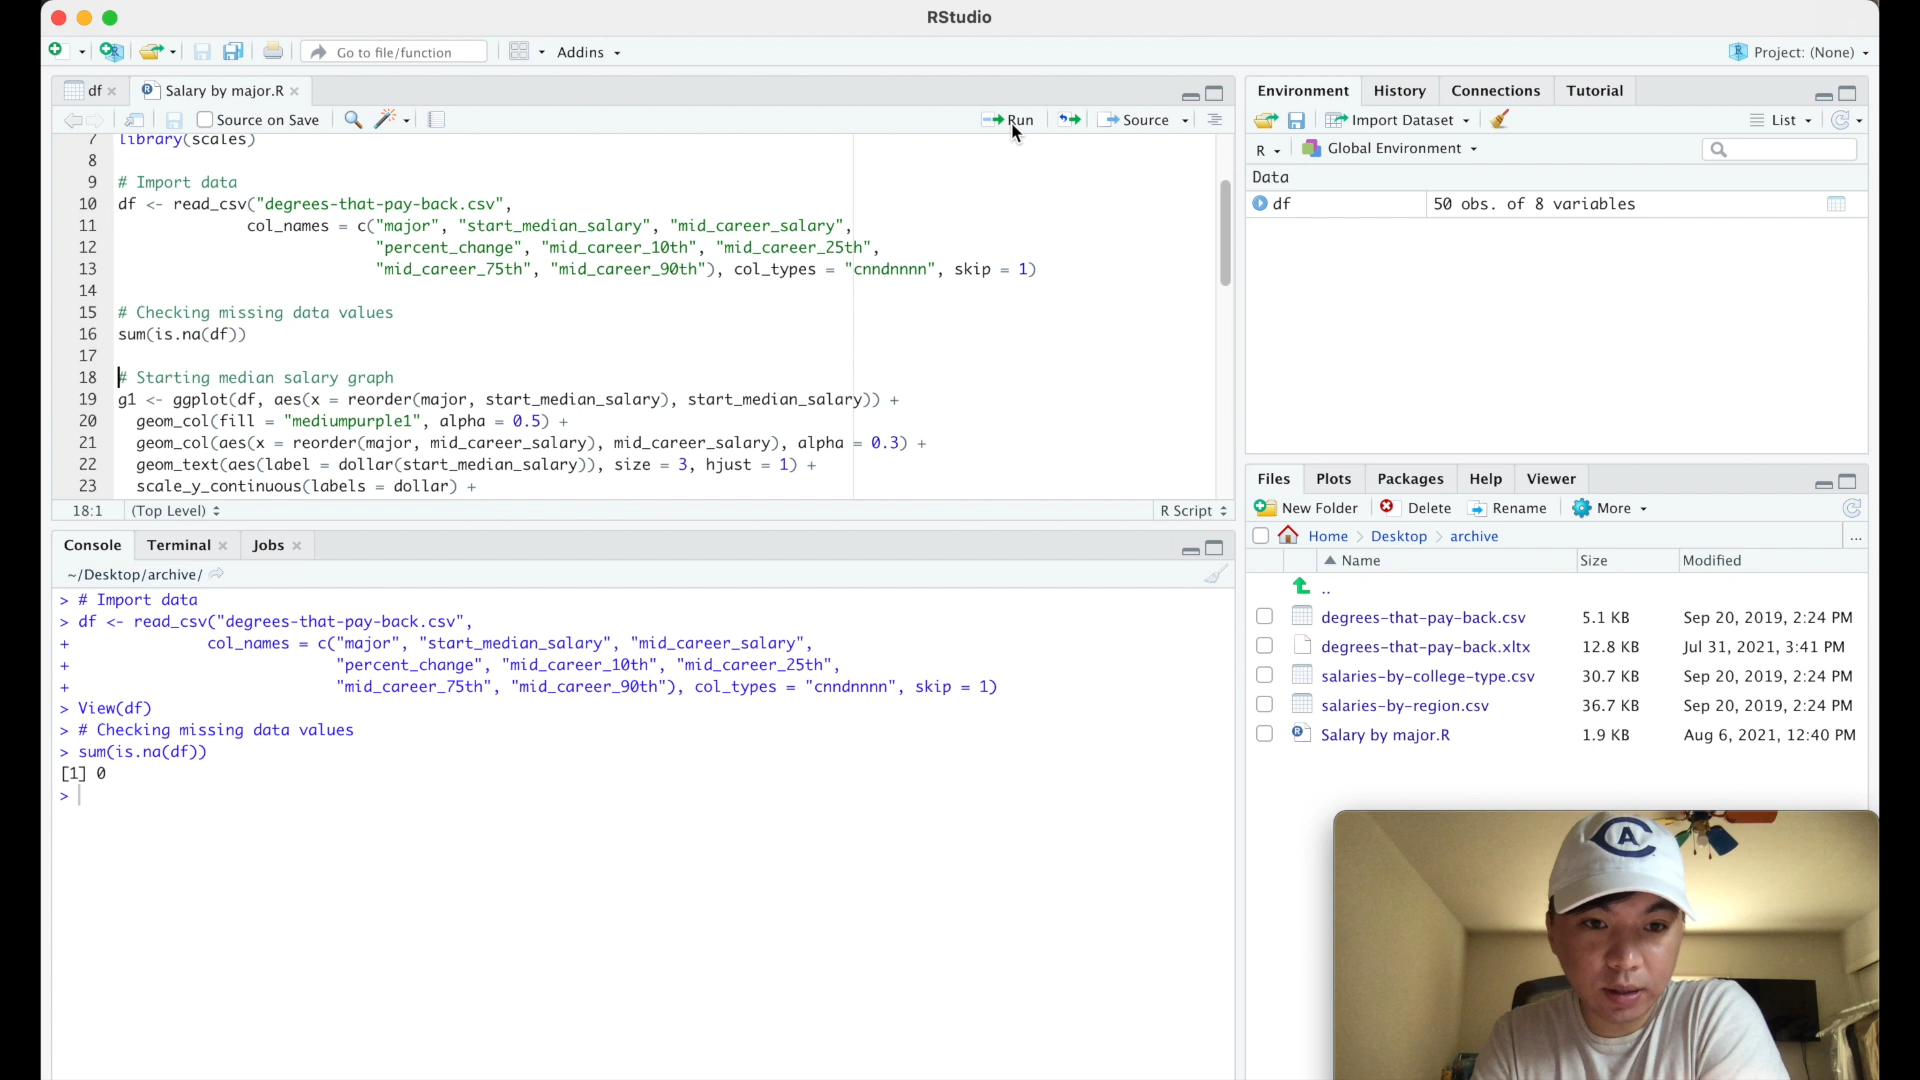 RStudio
Go to file/function
Addins
Project: (None)
df
Salary by major.R
Source on Save
Run
Source
7 library(scales)
8
9 # Import data
10 df <- read_csv("degrees-that-pay-back.csv",
11 col_names = c("major", "start_median_salary", "mid_career_salary",
12 "percent_change", "mid_career_10th", "mid_career_25th",
13 "mid_career_75th", "mid_career_90th"), col_types = "cnndnnnn", skip = 1)
14
15 # Checking missing data values
16 sum(is.na(df))
17
18 # Starting median salary graph
19 g1 <- ggplot(df, aes(x = reorder(major, start_median_salary), start_median_salary)) +
20 geom_col(fill = "mediumpurple1", alpha = 0.5) +
21 geom_col(aes(x = reorder(major, mid_career_salary), mid_career_salary), alpha = 0.3) +
22 geom_text(aes(label = dollar(start_median_salary)), size = 3, hjust = 1) +
23 scale_y_continuous(labels = dollar) +
18:1 (Top Level) R Script
Console Terminal Jobs
~/Desktop/archive/
> # Import data
> df <- read_csv("degrees-that-pay-back.csv",
+ col_names = c("major", "start_median_salary", "mid_career_salary",
+ "percent_change", "mid_career_10th", "mid_career_25th",
+ "mid_career_75th", "mid_career_90th"), col_types = "cnndnnnn", skip = 1)
> View(df)
> # Checking missing data values
> sum(is.na(df))
[1] 0
>
Environment History Connections Tutorial
Import Dataset List
R Global Environment
Data
df 50 obs. of 8 variables
Files Plots Packages Help Viewer
New Folder Delete Rename More
Home > Desktop > archive ...
Name Size Modified
..
degrees-that-pay-back.csv 5.1 KB Sep 20, 2019, 2:24 PM
degrees-that-pay-back.xltx 12.8 KB Jul 31, 2021, 3:41 PM
salaries-by-college-type.csv 30.7 KB Sep 20, 2019, 2:24 PM
salaries-by-region.csv 36.7 KB Sep 20, 2019, 2:24 PM
Salary by major.R 1.9 KB Aug 6, 2021, 12:40 PM
CA